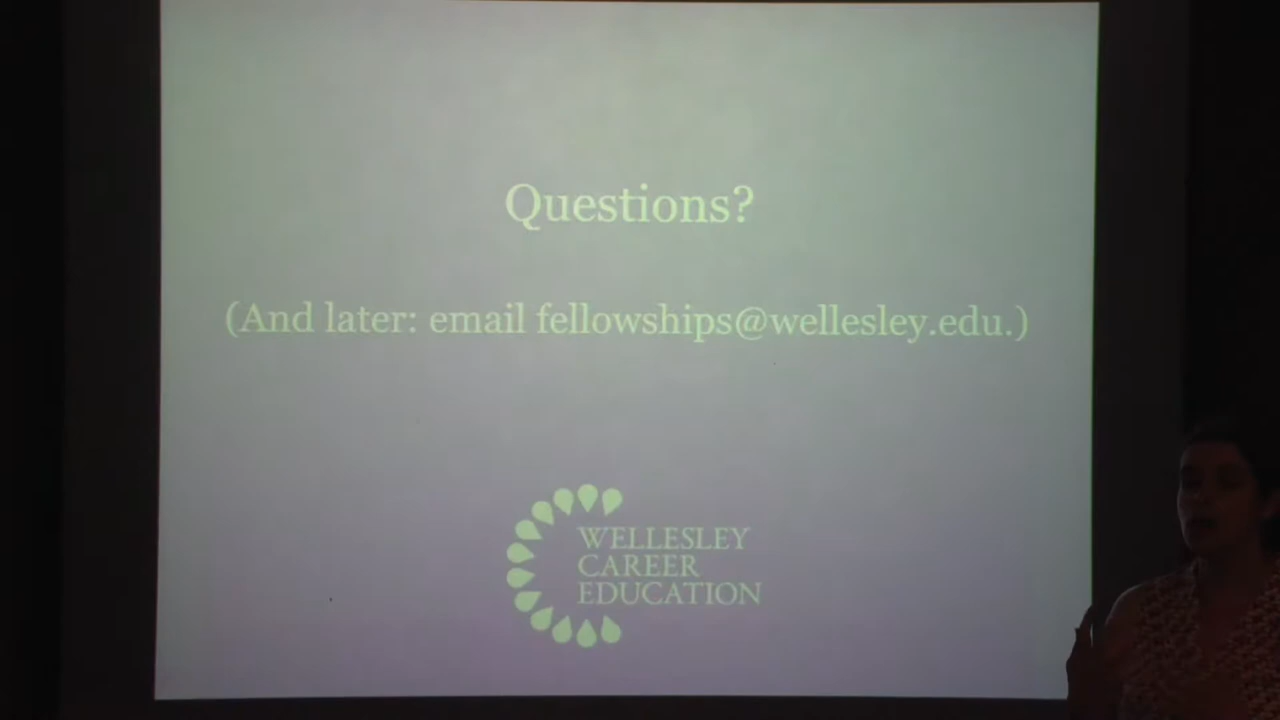 Questions?
(And later: email fellowships@wellesley.edu.)
WELLESLEY
CAREER
EDUCATION